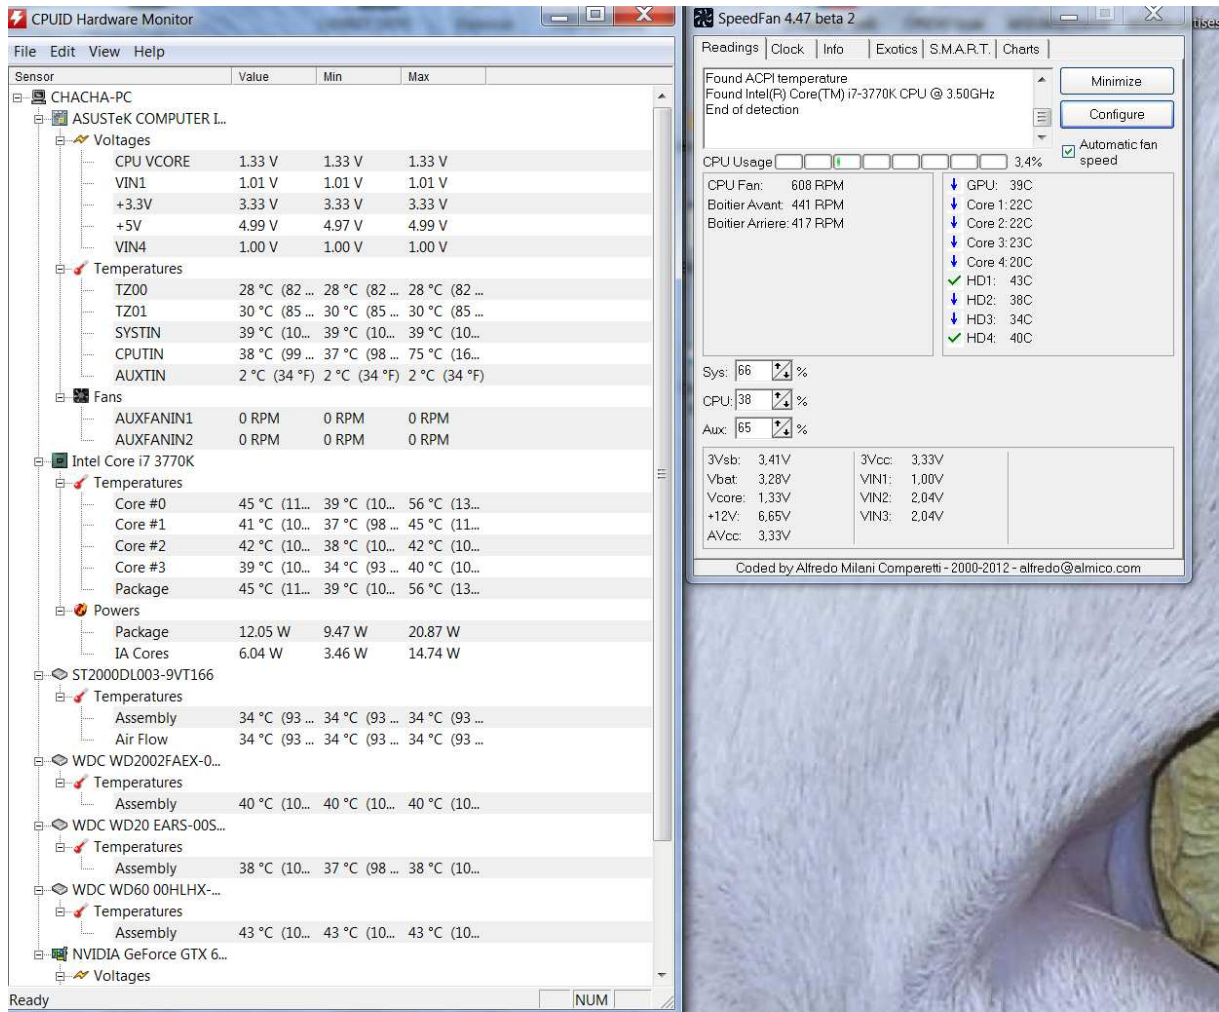 CPUID Hardware Monitor
File Edit View Help
Sensor Value Min Max
CHACHA-PC
ASUSTeK COMPUTER I...
Voltages
CPU VCORE 1.33 V 1.33 V 1.33 V
VIN1 1.01 V 1.01 V 1.01 V
+3.3V 3.33 V 3.33 V 3.33 V
+5V 4.99 V 4.97 V 4.99 V
VIN4 1.00 V 1.00 V 1.00 V
Temperatures
TZ00 28 °C (82 ... 28 °C (82 ... 28 °C (82 ...
TZ01 30 °C (85 ... 30 °C (85 ... 30 °C (85 ...
SYSTIN 39 °C (10... 39 °C (10... 39 °C (10...
CPUTIN 38 °C (99 ... 37 °C (98 ... 75 °C (16...
AUXTIN 2 °C (34 °F) 2 °C (34 °F) 2 °C (34 °F)
Fans
AUXFANIN1 0 RPM 0 RPM 0 RPM
AUXFANIN2 0 RPM 0 RPM 0 RPM
Intel Core i7 3770K
Temperatures
Core #0 45 °C (11... 39 °C (10... 56 °C (13...
Core #1 41 °C (10... 37 °C (98 ... 45 °C (11...
Core #2 42 °C (10... 38 °C (10... 42 °C (10...
Core #3 39 °C (10... 34 °C (93 ... 40 °C (10...
Package 45 °C (11... 39 °C (10... 56 °C (13...
Powers
Package 12.05 W 9.47 W 20.87 W
IA Cores 6.04 W 3.46 W 14.74 W
ST2000DL003-9VT166
Temperatures
Assembly 34 °C (93 ... 34 °C (93 ... 34 °C (93 ...
Air Flow 34 °C (93 ... 34 °C (93 ... 34 °C (93 ...
WDC WD2002FAEX-0...
Temperatures
Assembly 40 °C (10... 40 °C (10... 40 °C (10...
WDC WD20 EARS-00S...
Temperatures
Assembly 38 °C (10... 37 °C (98 ... 38 °C (10...
WDC WD60 00HLHX-...
Temperatures
Assembly 43 °C (10... 43 °C (10... 43 °C (10...
NVIDIA GeForce GTX 6...
Voltages
Ready NUM
SpeedFan 4.47 beta 2
Readings Clock Info Exotics S.M.A.R.T. Charts
Found ACPI temperature
Found Intel(R) Core(TM) i7-3770K CPU @ 3.50GHz
End of detection
Minimize
Configure
Automatic fan
speed
CPU Usage 3,4%
CPU Fan: 608 RPM
Boitier Avant: 441 RPM
Boitier Arriere: 417 RPM
GPU: 39C
Core 1: 22C
Core 2: 22C
Core 3: 23C
Core 4: 20C
HD1: 43C
HD2: 38C
HD3: 34C
HD4: 40C
Sys: 66 %
CPU: 38 %
Aux: 65 %
3Vsb: 3,41V 3Vcc: 3,33V
Vbat: 3,28V VIN1: 1,00V
Vcore: 1,33V VIN2: 2,04V
+12V: 6,65V VIN3: 2,04V
AVcc: 3,33V
Coded by Alfredo Milani Comparetti - 2000-2012 - alfredo@almico.com